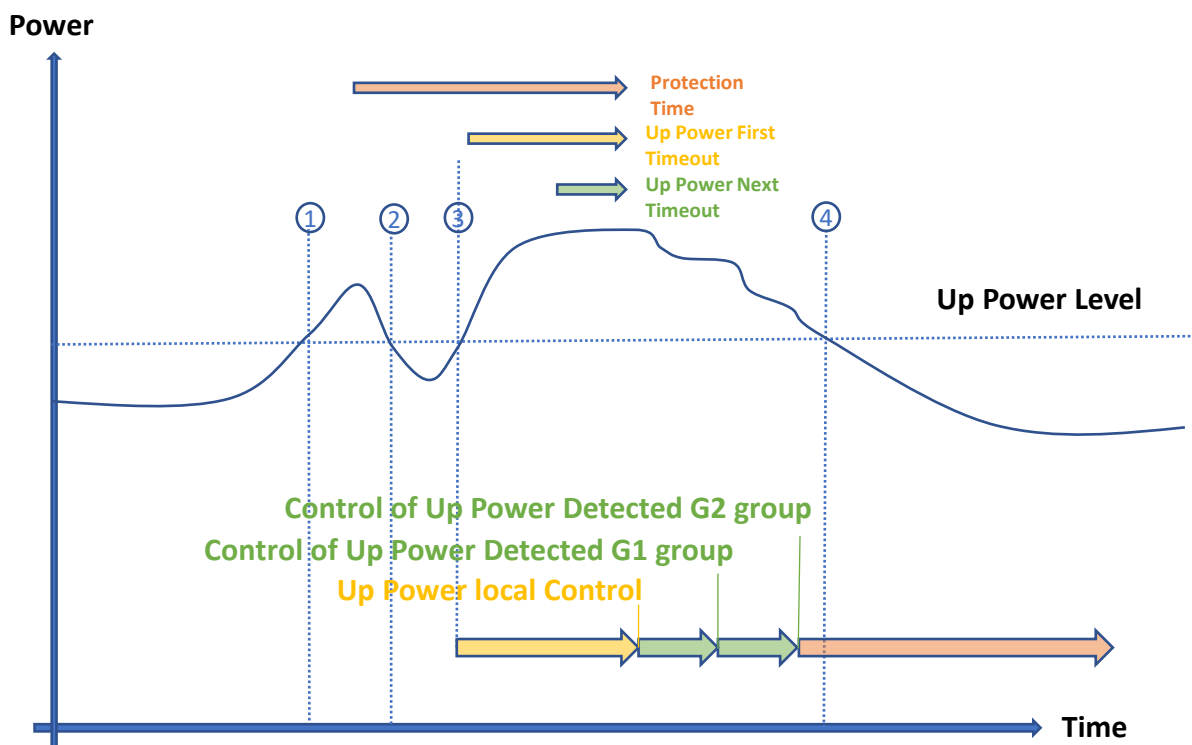 Power
Protection
Time
Up Power First
Timeout
Up Power Next
Timeout
1
2
3
4
Up Power Level
Control of Up Power Detected G2 group
Control of Up Power Detected G1 group
Up Power local Control
Time